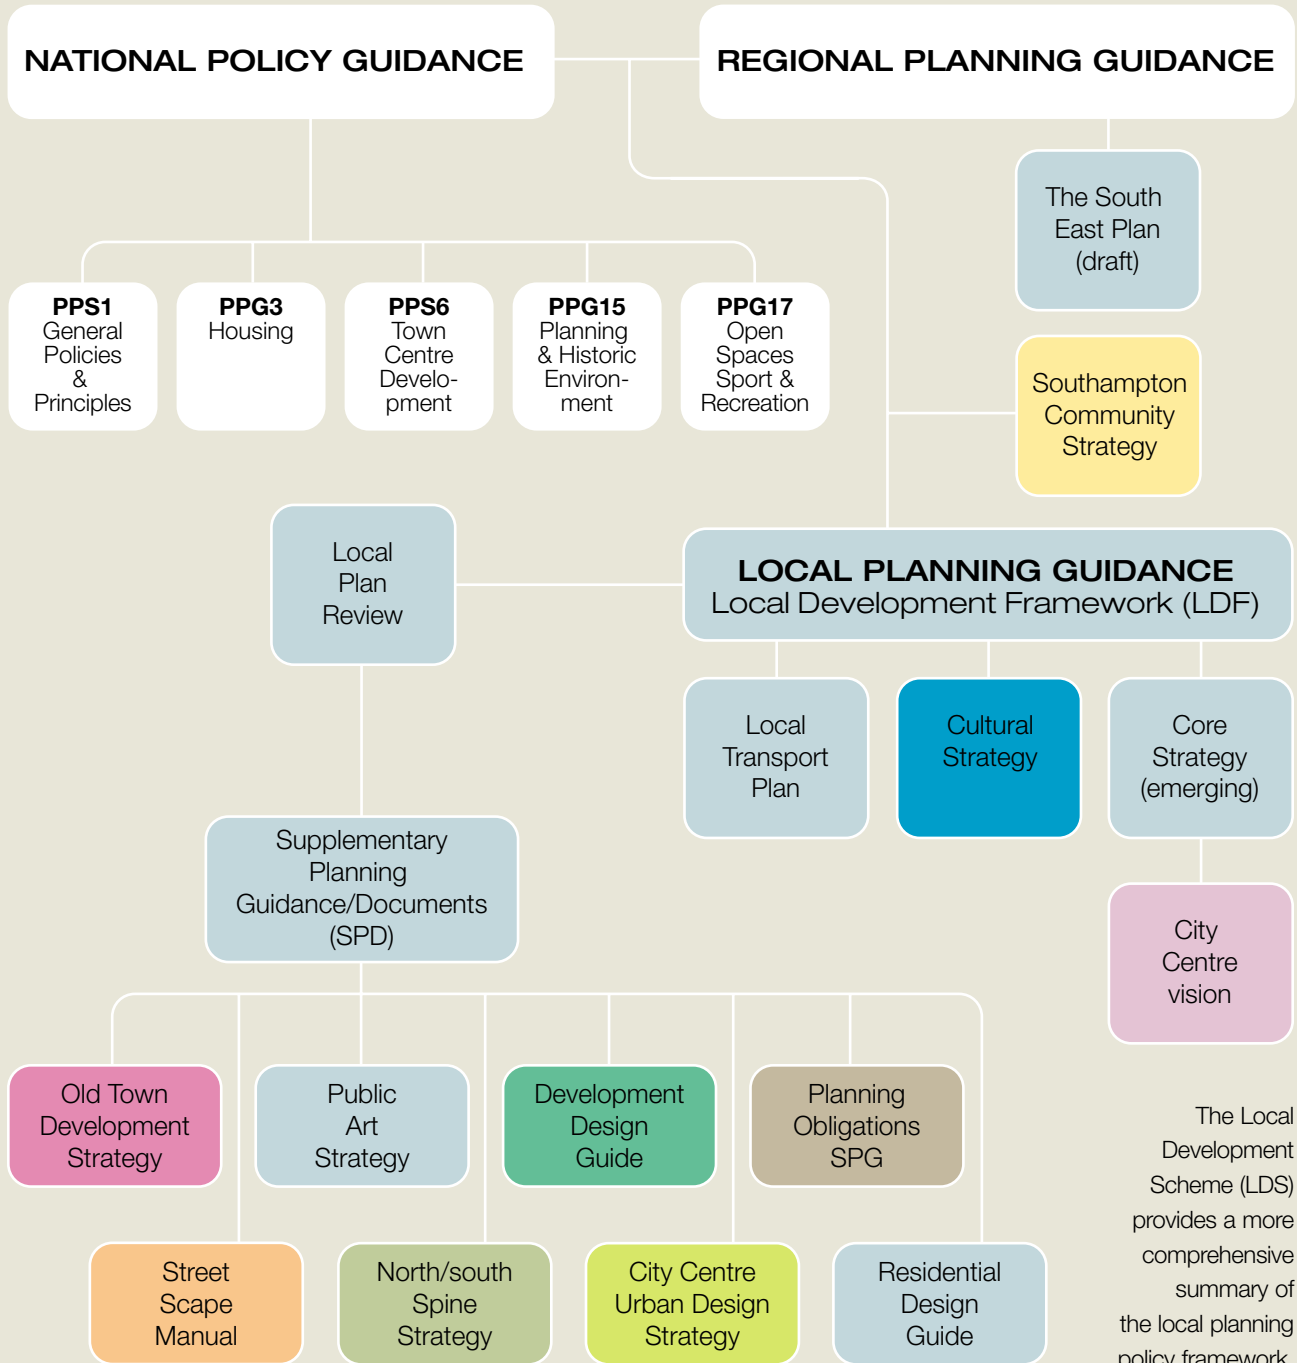 NATIONAL POLICY GUIDANCE
REGIONAL PLANNING GUIDANCE
The South
East Plan
(draft)
PPS1
General
Policies
&
Principles
PPG3
Housing
PPS6
Town
Centre
Develo-
pment
PPG15
Planning
& Historic
Environ-
ment
PPG17
Open
Spaces
Sport &
Recreation
Southampton
Community
Strategy
Local
Plan
Review
LOCAL PLANNING GUIDANCE
Local Development Framework (LDF)
Local
Transport
Plan
Cultural
Strategy
Core
Strategy
(emerging)
Supplementary
Planning
Guidance/Documents
(SPD)
City
Centre
vision
Old Town
Development
Strategy
Public
Art
Strategy
Development
Design
Guide
Planning
Obligations
SPG
Street
Scape
Manual
North/south
Spine
Strategy
City Centre
Urban Design
Strategy
Residential
Design
Guide
The Local
Development
Scheme (LDS)
provides a more
comprehensive
summary of
the local planning
policy framework.